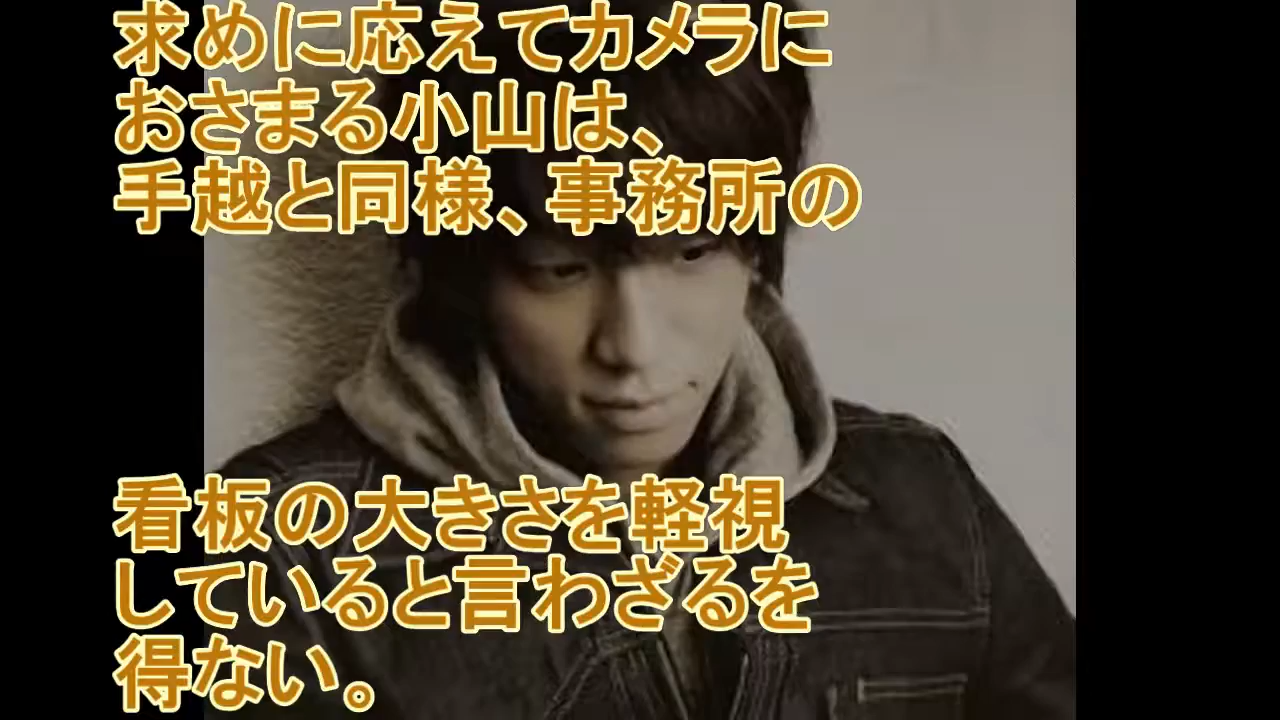 求めに応えてカメラに
おさまる小山は、
手越と同様、事務所の
看板の大きさを軽視
していると言わざるを
得ない。